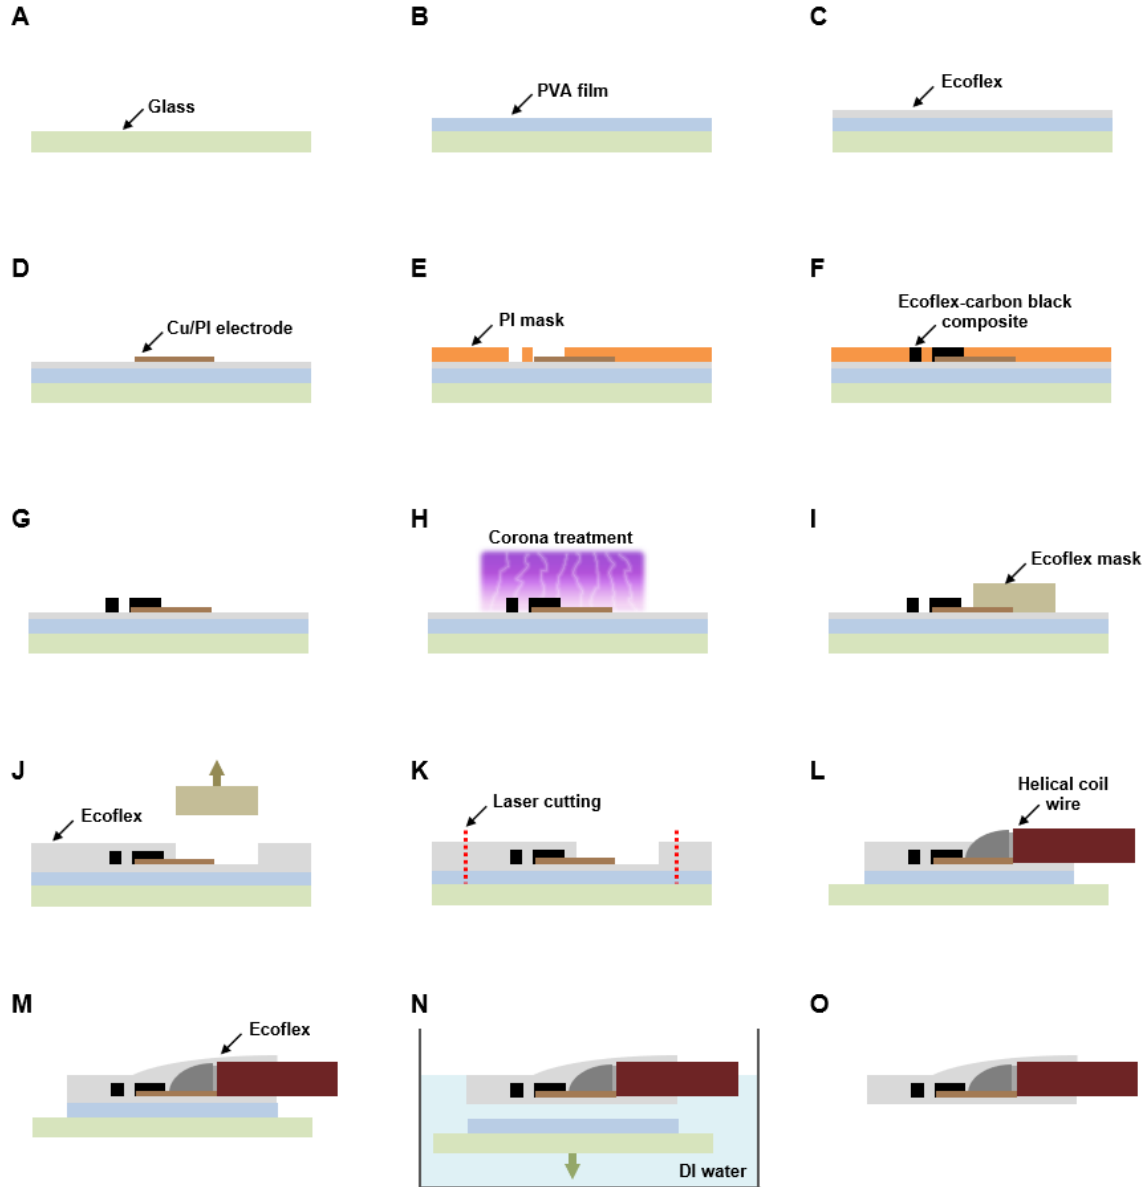 A
B
C
Glass
PVA film
Ecoflex
D
E
F
Cu/PI electrode
PI mask
Ecoflex-carbon black
composite
G
H
I
Corona treatment
Ecoflex mask
J
K
L
Ecoflex
Laser cutting
Helical coil
wire
M
N
O
Ecoflex
DI water